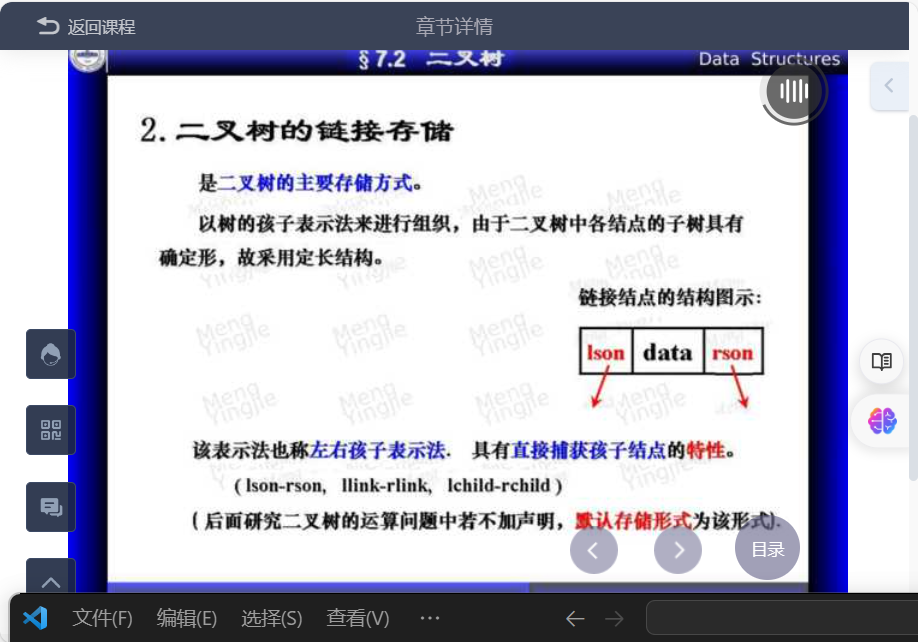 返回课程
章节详情
§7.2 二叉树
Data Structures
2.二叉树的链接存储
是二叉树的主要存储方式。
以树的孩子表示法来进行组织，由于二叉树中各结点的子树具有
确定形，故采用定长结构。
链接结点的结构图示:
lson data rson
该表示法也称左右孩子表示法. 具有直接捕获孩子结点的特性。
( lson-rson, llink-rlink, lchild-rchild )
( 后面研究二叉树的运算问题中若不加声明，默认存储形式为该形式).
Meng Yingjie
目录
文件(F) 编辑(E) 选择(S) 查看(V) ···